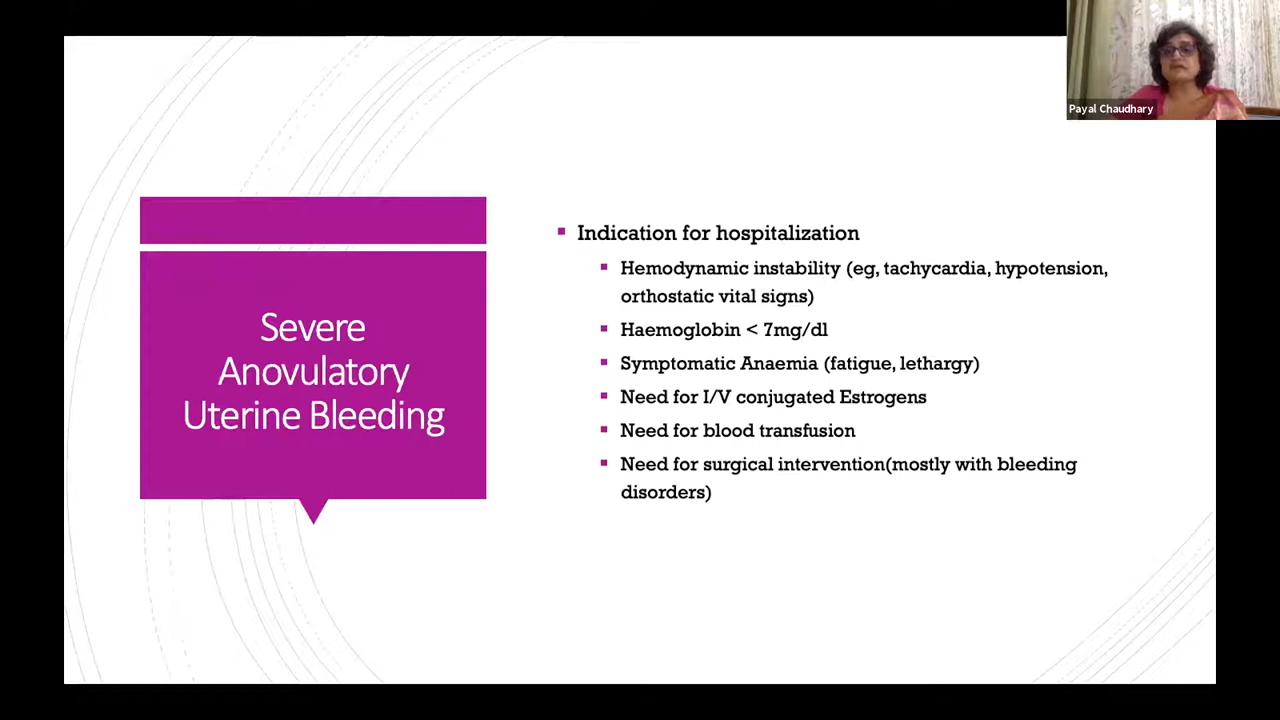 Payal Chaudhary
Severe
Anovulatory
Uterine Bleeding
Indication for hospitalization
Hemodynamic instability (eg, tachycardia, hypotension,
orthostatic vital signs)
Haemoglobin < 7mg/dl
Symptomatic Anaemia (fatigue, lethargy)
Need for I/V conjugated Estrogens
Need for blood transfusion
Need for surgical intervention(mostly with bleeding
disorders)